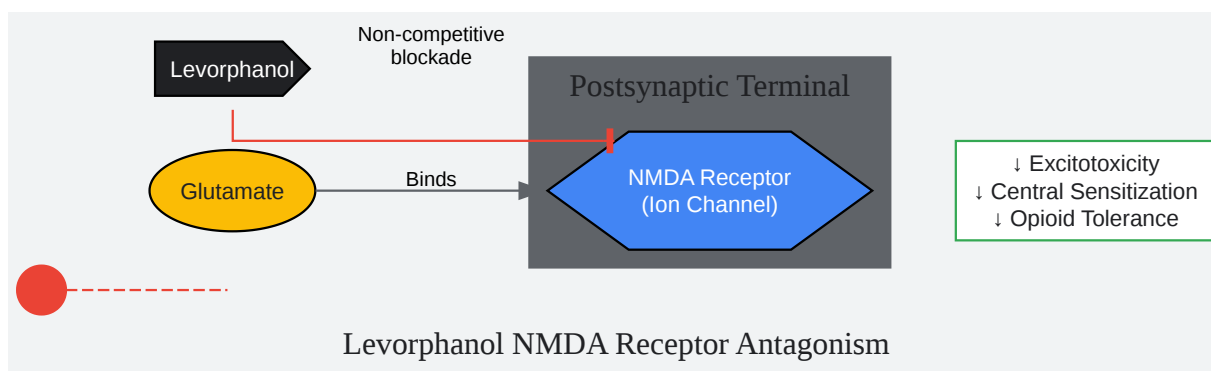 Non-competitive
blockade
Levorphanol
Postsynaptic Terminal
Glutamate
Binds
NMDA Receptor
(Ion Channel)
↓ Excitotoxicity
↓ Central Sensitization
↓ Opioid Tolerance
Levorphanol NMDA Receptor Antagonism